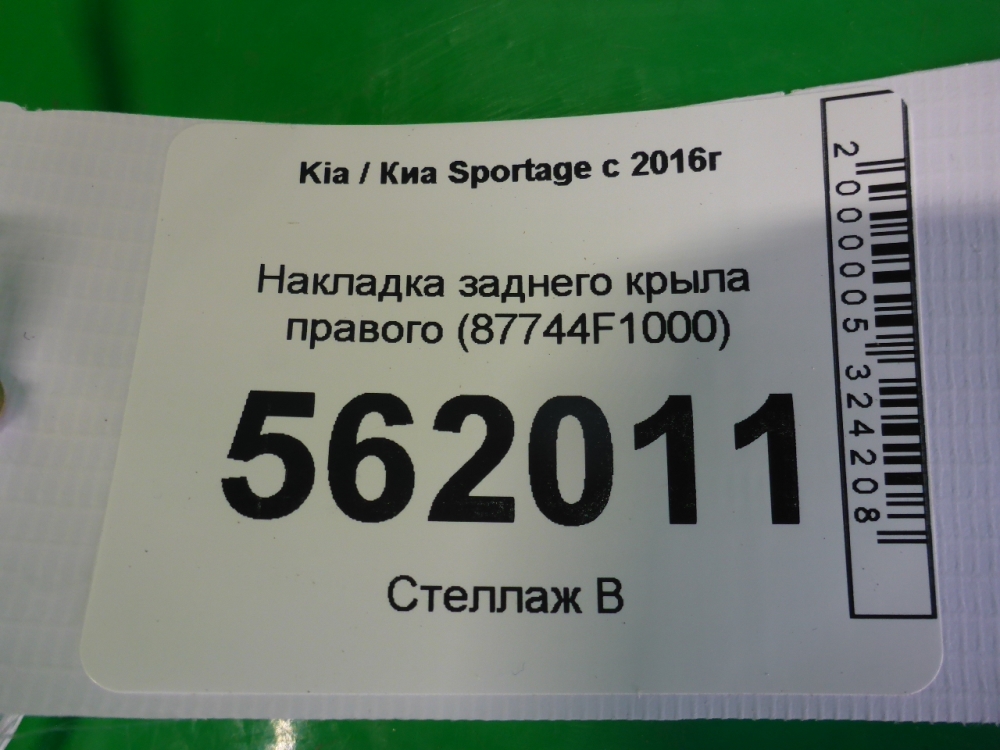 Kia / Киа Sportage с 2016г
Накладка заднего крыла
правого (87744F1000)
562011
Стеллаж В
2000005324208